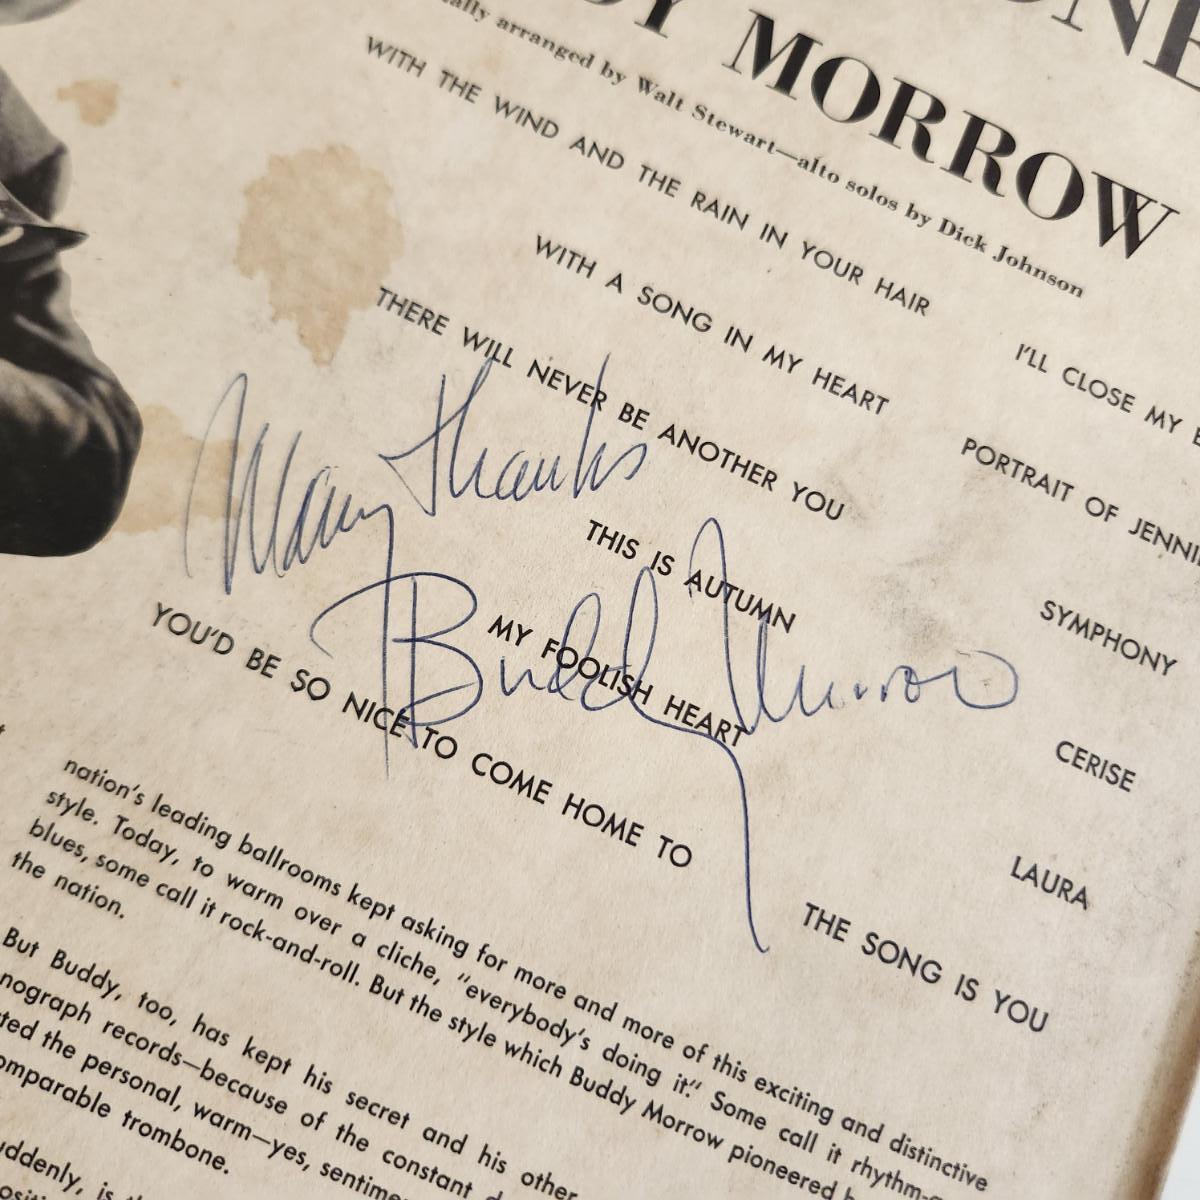 MORROW
arranged by Walt Stewart—alto solos by Dick Johnson
WITH THE WIND AND THE RAIN IN YOUR HAIR
WITH A SONG IN MY HEART
THERE WILL NEVER BE ANOTHER YOU
THIS IS AUTUMN
MY FOOLISH HEART
YOU'D BE SO NICE TO COME HOME TO
I'LL CLOSE MY
PORTRAIT OF JENNI
SYMPHONY
CERISE
LAURA
THE SONG IS YOU
Many thanks
Buddy Morrow
nation's leading ballrooms kept asking for more and more of this exciting and distinctive
style. Today, to warm over a cliche, "everybody's doing it." Some call it rhythm-
blues, some call it rock-and-roll. But the style which Buddy Morrow pioneered
the nation.
But Buddy, too, has kept his secret and his other
nograph records—because of the constant
ted the personal, warm—yes, sentime
omparable trombone.
uddenly, is